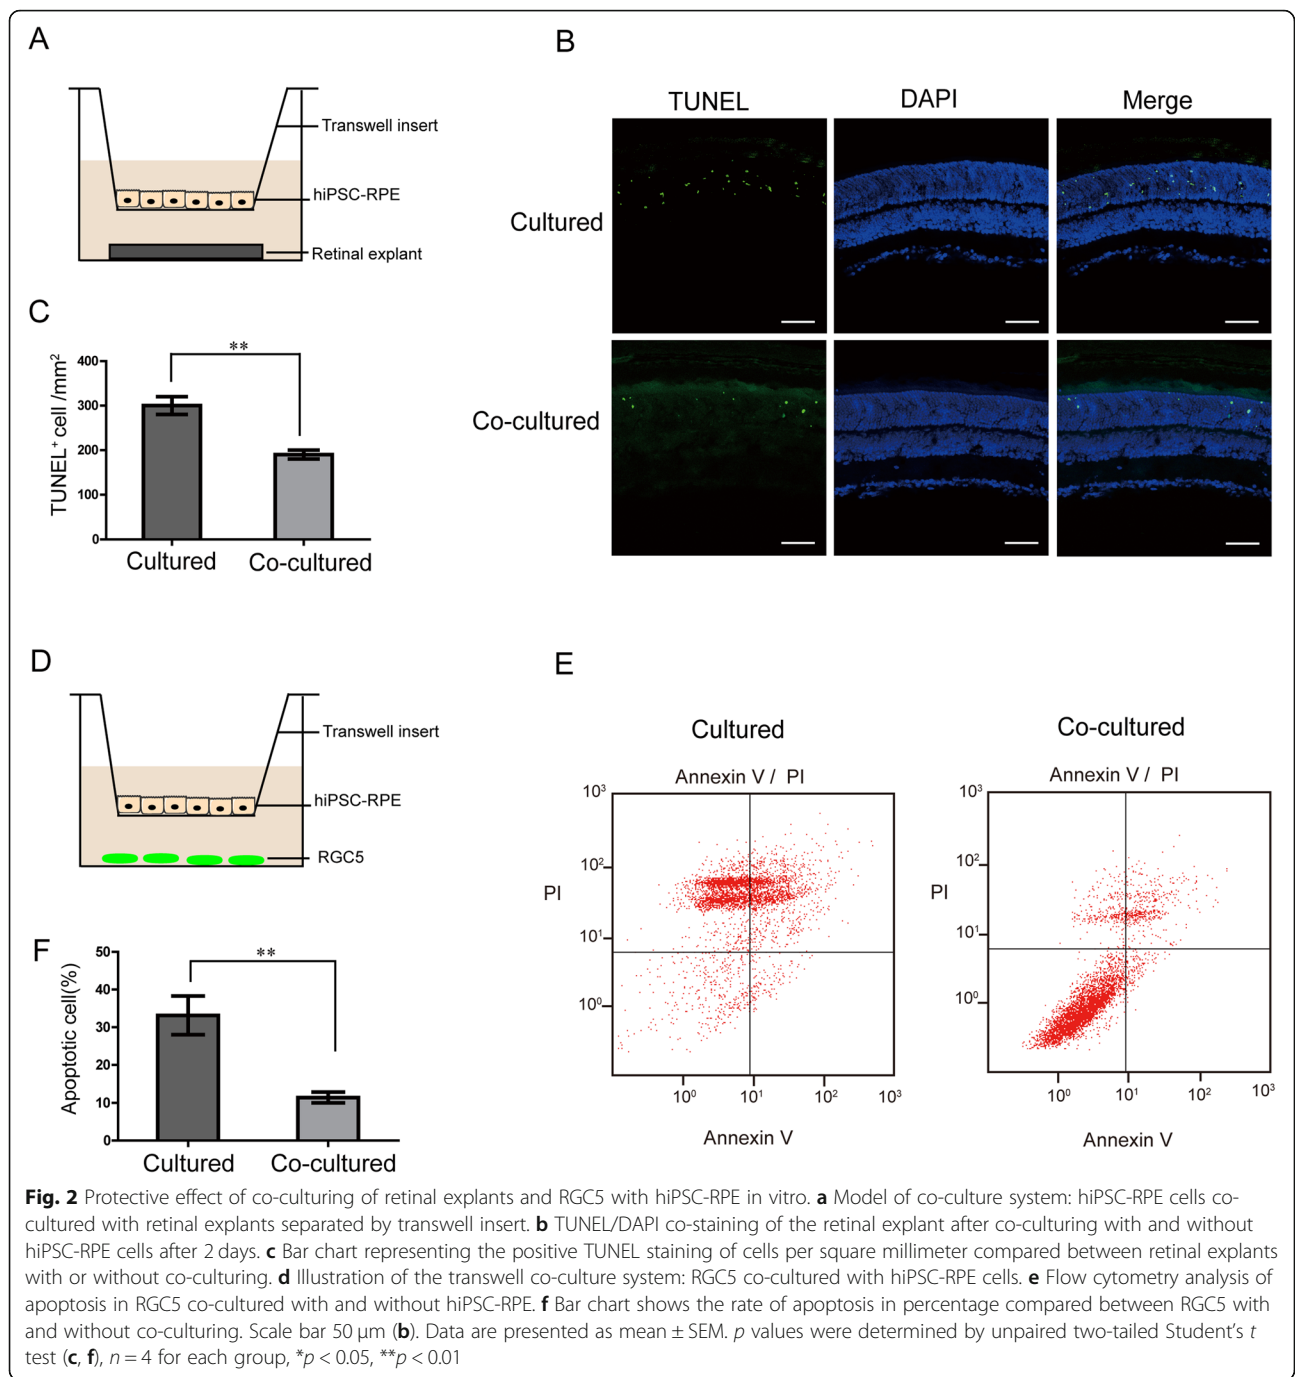 A
Transwell insert
hiPSC-RPE
Retinal explant
B
TUNEL
DAPI
Merge
Cultured
Co-cultured
C
TUNEL⁺ cell /mm²
400
300
200
100
0
**
Cultured
Co-cultured
D
Transwell insert
hiPSC-RPE
RGC5
E
Cultured
Annexin V / PI
10³
10²
PI
10¹
10⁰
10⁰ 10¹ 10² 10³
Annexin V
Co-cultured
Annexin V / PI
10³
10²
PI
10¹
10⁰
10⁰ 10¹ 10² 10³
Annexin V
F
Apoptotic cell(%)
50
40
30
20
10
0
**
Cultured
Co-cultured
Fig. 2 Protective effect of co-culturing of retinal explants and RGC5 with hiPSC-RPE in vitro. a Model of co-culture system: hiPSC-RPE cells co-
cultured with retinal explants separated by transwell insert. b TUNEL/DAPI co-staining of the retinal explant after co-culturing with and without
hiPSC-RPE cells after 2 days. c Bar chart representing the positive TUNEL staining of cells per square millimeter compared between retinal explants
with or without co-culturing. d Illustration of the transwell co-culture system: RGC5 co-cultured with hiPSC-RPE cells. e Flow cytometry analysis of
apoptosis in RGC5 co-cultured with and without hiPSC-RPE. f Bar chart shows the rate of apoptosis in percentage compared between RGC5 with
and without co-culturing. Scale bar 50 μm (b). Data are presented as mean ± SEM. p values were determined by unpaired two-tailed Student's t
test (c, f), n = 4 for each group, *p < 0.05, **p < 0.01